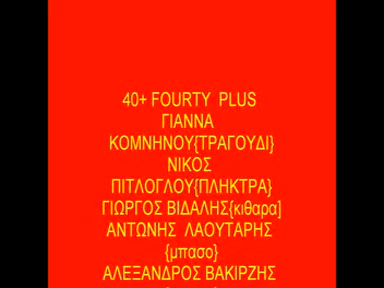 40+ FOURTY PLUS
ΓΙΑΝΝΑ
ΚΟΜΝΗΝΟΥ{ΤΡΑΓΟΥΔΙ}
ΝΙΚΟΣ
ΠΙΤΛΟΓΛΟΥ{ΠΛΗΚΤΡΑ}
ΓΙΩΡΓΟΣ ΒΙΔΑΛΗΣ{κιθαρα]
ΑΝΤΩΝΗΣ ΛΑΟΥΤΑΡΗΣ
{μπασο}
ΑΛΕΞΑΝΔΡΟΣ ΒΑΚΙΡΖΗΣ